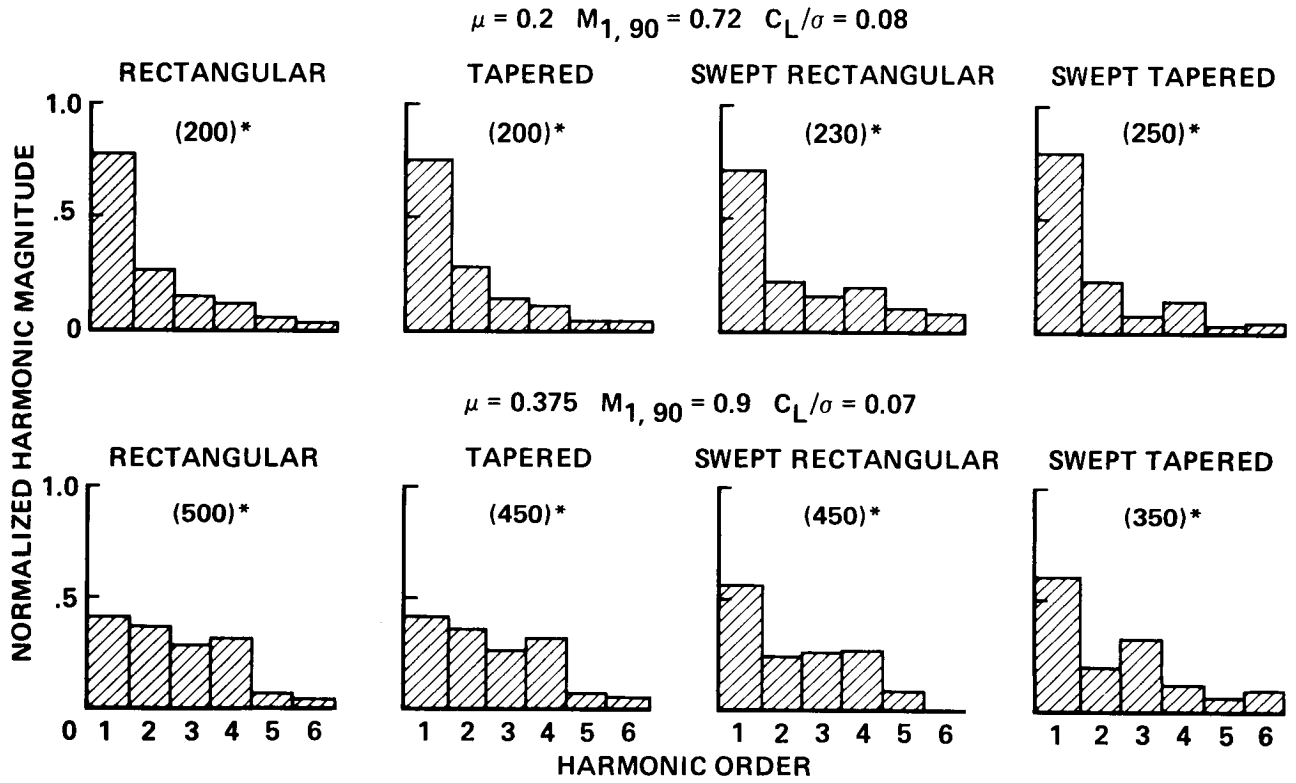 μ = 0.2 M1, 90 = 0.72 CL/σ = 0.08
RECTANGULAR TAPERED SWEPT RECTANGULAR SWEPT TAPERED
1.0
(200)* (200)* (230)* (250)*
.5
0
μ = 0.375 M1, 90 = 0.9 CL/σ = 0.07
RECTANGULAR TAPERED SWEPT RECTANGULAR SWEPT TAPERED
1.0
(500)* (450)* (450)* (350)*
.5
0 1 2 3 4 5 6 1 2 3 4 5 6 1 2 3 4 5 6 1 2 3 4 5 6
HARMONIC ORDER
NORMALIZED HARMONIC MAGNITUDE